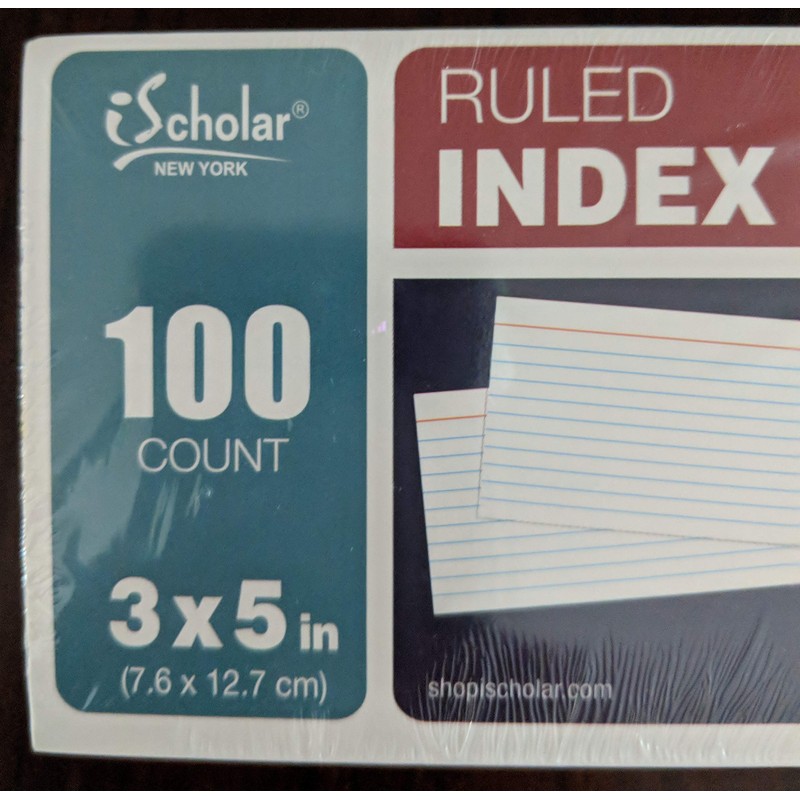 iScholar®
NEW YORK
100
COUNT
3 x 5 in
(7.6 x 12.7 cm)
RULED
INDEX
shopischolar.com